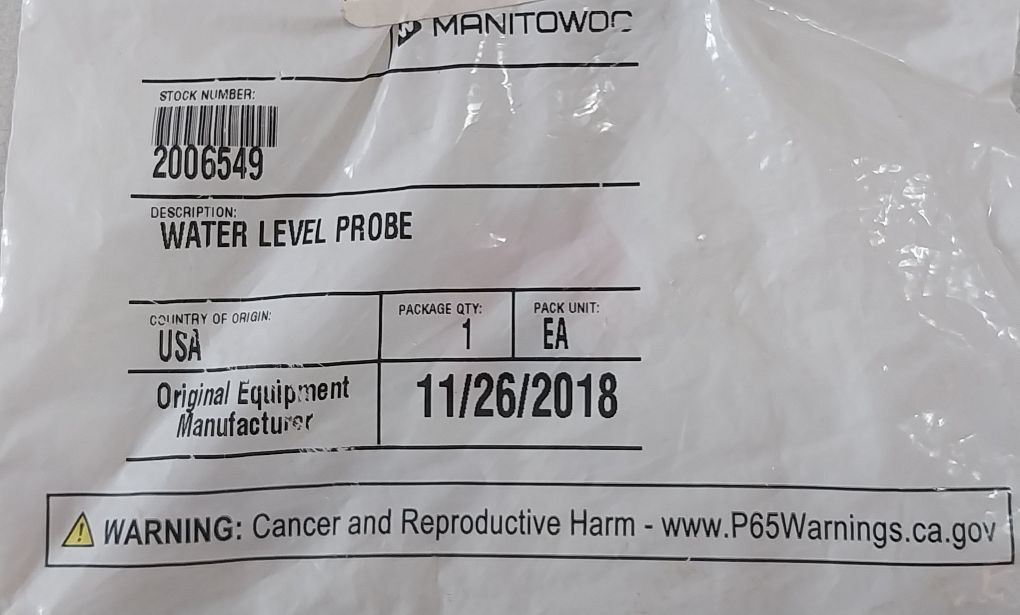 MANITOWOC
STOCK NUMBER:
2006549
DESCRIPTION:
WATER LEVEL PROBE
COUNTRY OF ORIGIN:
USA
PACKAGE QTY:
1
PACK UNIT:
EA
Original Equipment
Manufacturer
11/26/2018
WARNING: Cancer and Reproductive Harm - www.P65Warnings.ca.gov